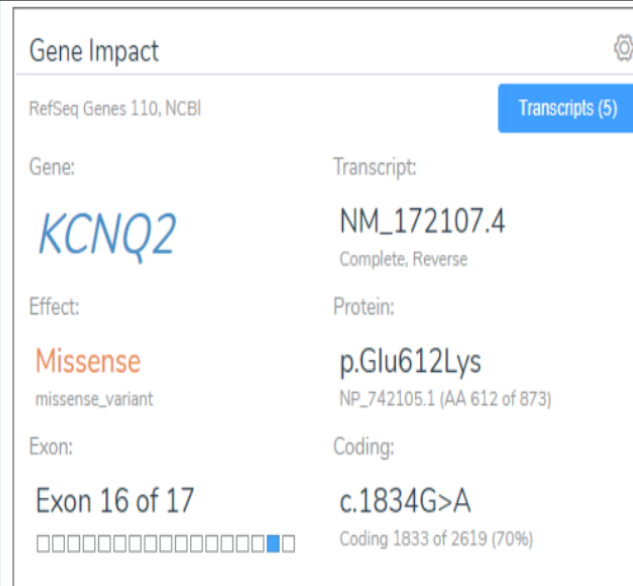 Gene Impact
RefSeq Genes 110, NCBI
Transcripts (5)
Gene:
Transcript:
KCNQ2
NM_172107.4
Complete, Reverse
Effect:
Protein:
Missense
p.Glu612Lys
missense_variant
NP_742105.1 (AA 612 of 873)
Exon:
Coding:
Exon 16 of 17
c.1834G>A
Coding 1833 of 2619 (70%)